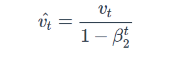 v̂_t = v_t / (1 − β_2^t)